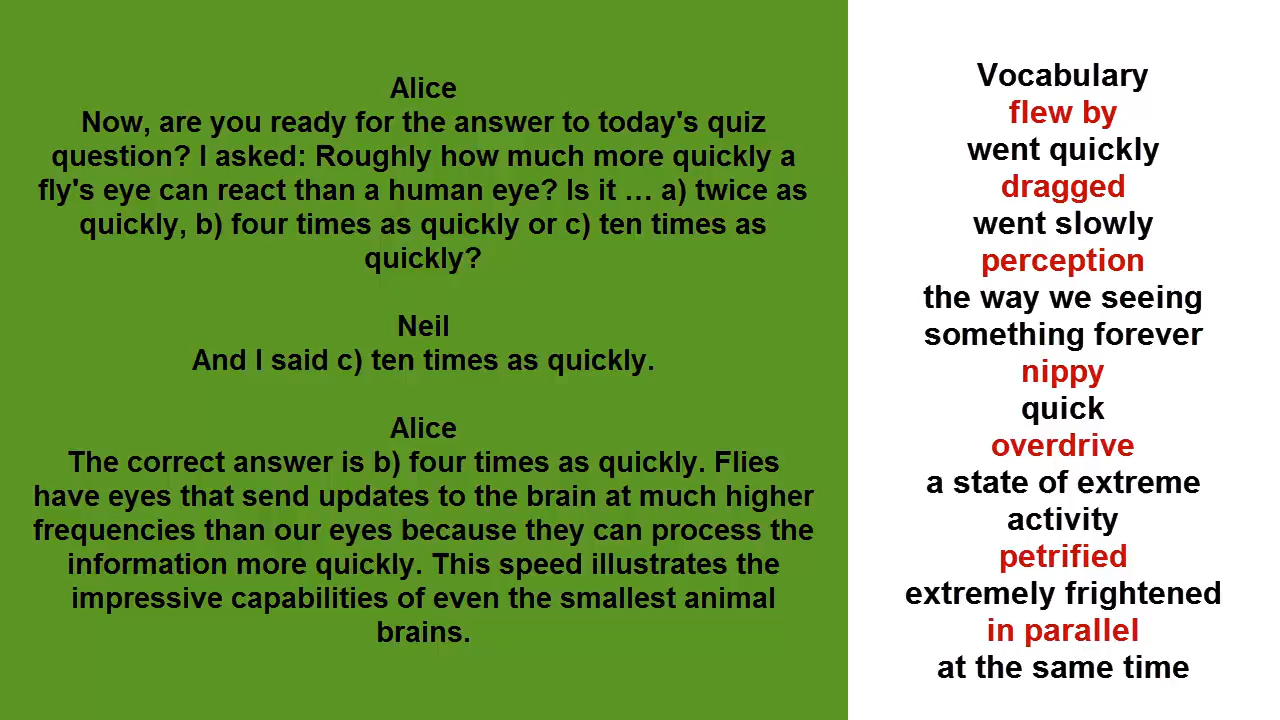 Alice
Now, are you ready for the answer to today's quiz
question? I asked: Roughly how much more quickly a
fly's eye can react than a human eye? Is it … a) twice as
quickly, b) four times as quickly or c) ten times as
quickly?
Neil
And I said c) ten times as quickly.
Alice
The correct answer is b) four times as quickly. Flies
have eyes that send updates to the brain at much higher
frequencies than our eyes because they can process the
information more quickly. This speed illustrates the
impressive capabilities of even the smallest animal
brains.
Vocabulary
flew by
went quickly
dragged
went slowly
perception
the way we seeing
something forever
nippy
quick
overdrive
a state of extreme
activity
petrified
extremely frightened
in parallel
at the same time